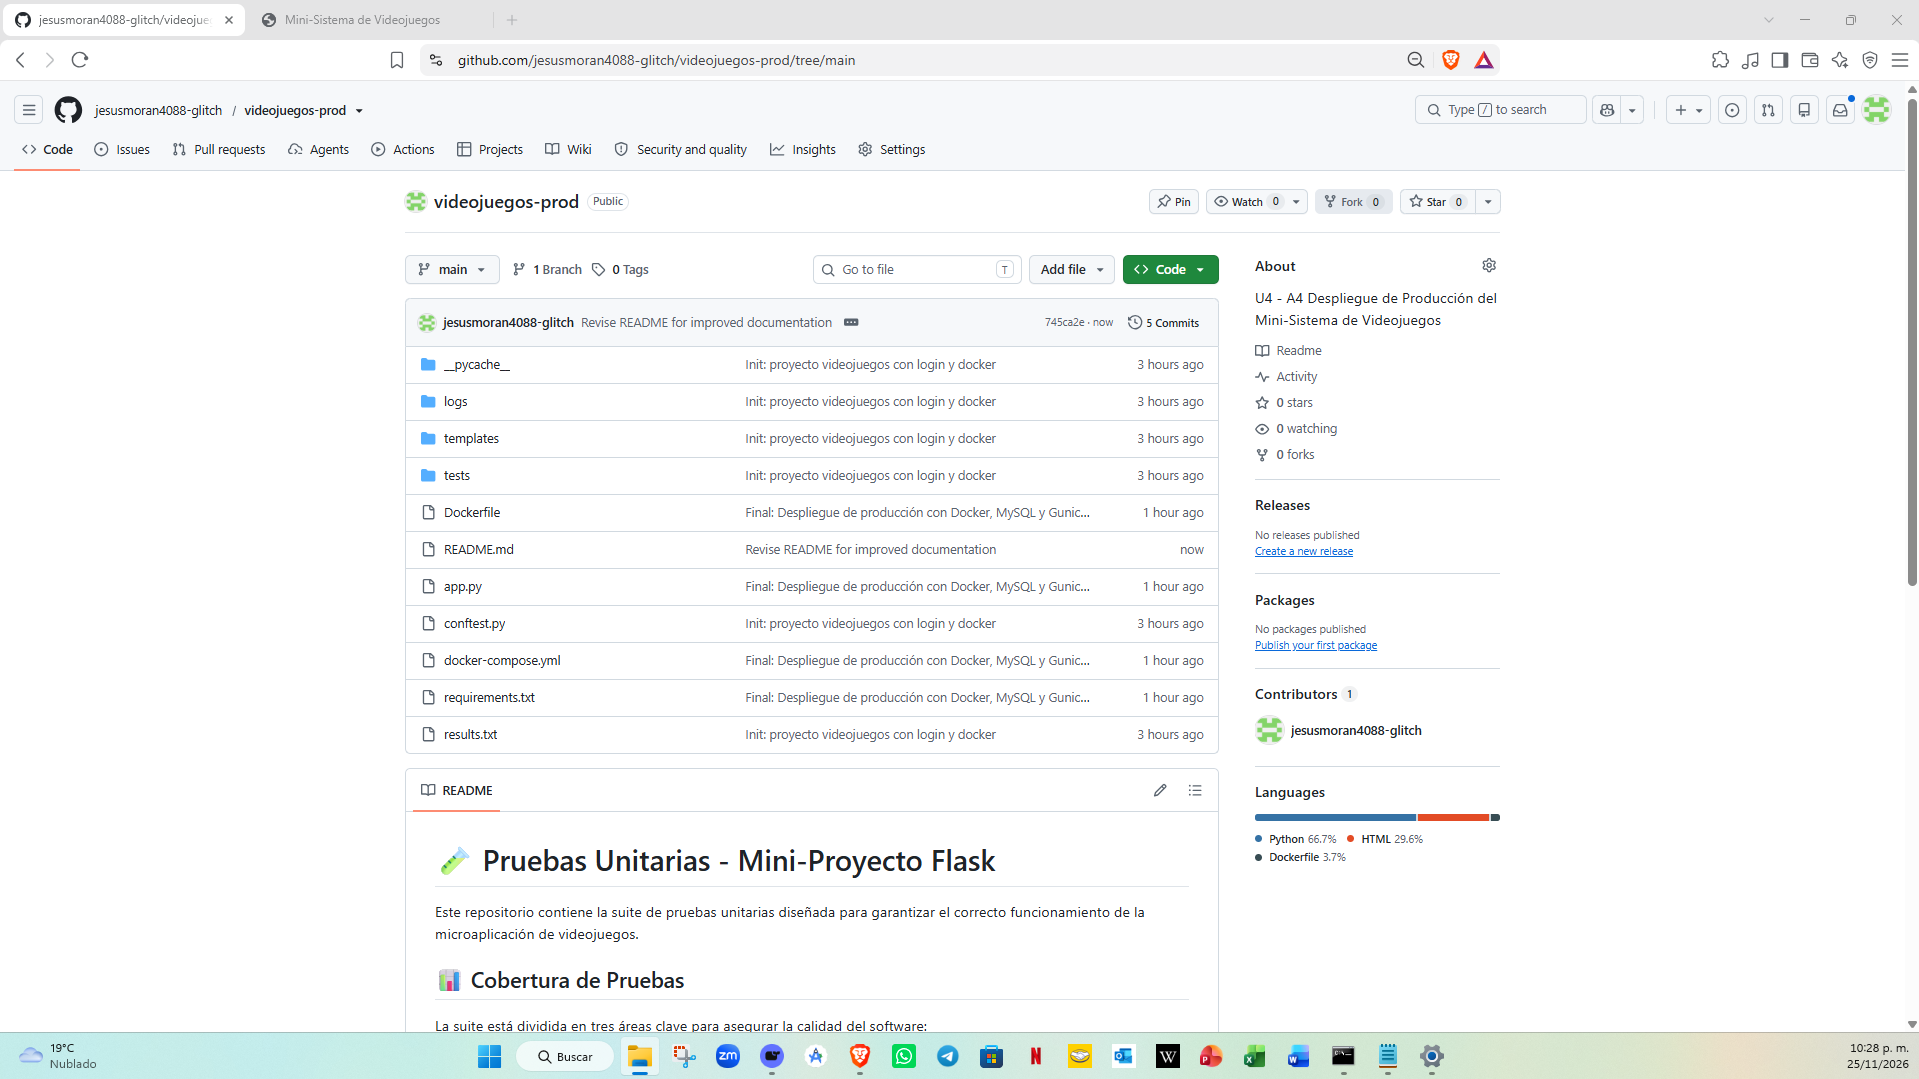 jesusmoran4088-glitch/videojue
Mini-Sistema de Videojuegos
github.com/jesusmoran4088-glitch/videojuegos-prod/tree/main
jesusmoran4088-glitch / videojuegos-prod
Type / to search
Code
Issues
Pull requests
Agents
Actions
Projects
Wiki
Security and quality
Insights
Settings
videojuegos-prod Public
Pin
Watch 0
Fork 0
Star 0
main
1 Branch
0 Tags
Go to file T
Add file
Code
jesusmoran4088-glitch Revise README for improved documentation 745ca2e · now 5 Commits
__pycache__ Init: proyecto videojuegos con login y docker 3 hours ago
logs Init: proyecto videojuegos con login y docker 3 hours ago
templates Init: proyecto videojuegos con login y docker 3 hours ago
tests Init: proyecto videojuegos con login y docker 3 hours ago
Dockerfile Final: Despliegue de producción con Docker, MySQL y Gunic... 1 hour ago
README.md Revise README for improved documentation now
app.py Final: Despliegue de producción con Docker, MySQL y Gunic... 1 hour ago
conftest.py Init: proyecto videojuegos con login y docker 3 hours ago
docker-compose.yml Final: Despliegue de producción con Docker, MySQL y Gunic... 1 hour ago
requirements.txt Final: Despliegue de producción con Docker, MySQL y Gunic... 1 hour ago
results.txt Init: proyecto videojuegos con login y docker 3 hours ago
README
Pruebas Unitarias - Mini-Proyecto Flask
Este repositorio contiene la suite de pruebas unitarias diseñada para garantizar el correcto funcionamiento de la
microaplicación de videojuegos.
Cobertura de Pruebas
La suite está dividida en tres áreas clave para asegurar la calidad del software:
About
U4 - A4 Despliegue de Producción del
Mini-Sistema de Videojuegos
Readme
Activity
0 stars
0 watching
0 forks
Releases
No releases published
Create a new release
Packages
No packages published
Publish your first package
Contributors 1
jesusmoran4088-glitch
Languages
Python 66.7% HTML 29.6%
Dockerfile 3.7%
19°C
Nublado
Buscar
zm
N
W
P
X
W
10:28 p. m.
25/11/2026